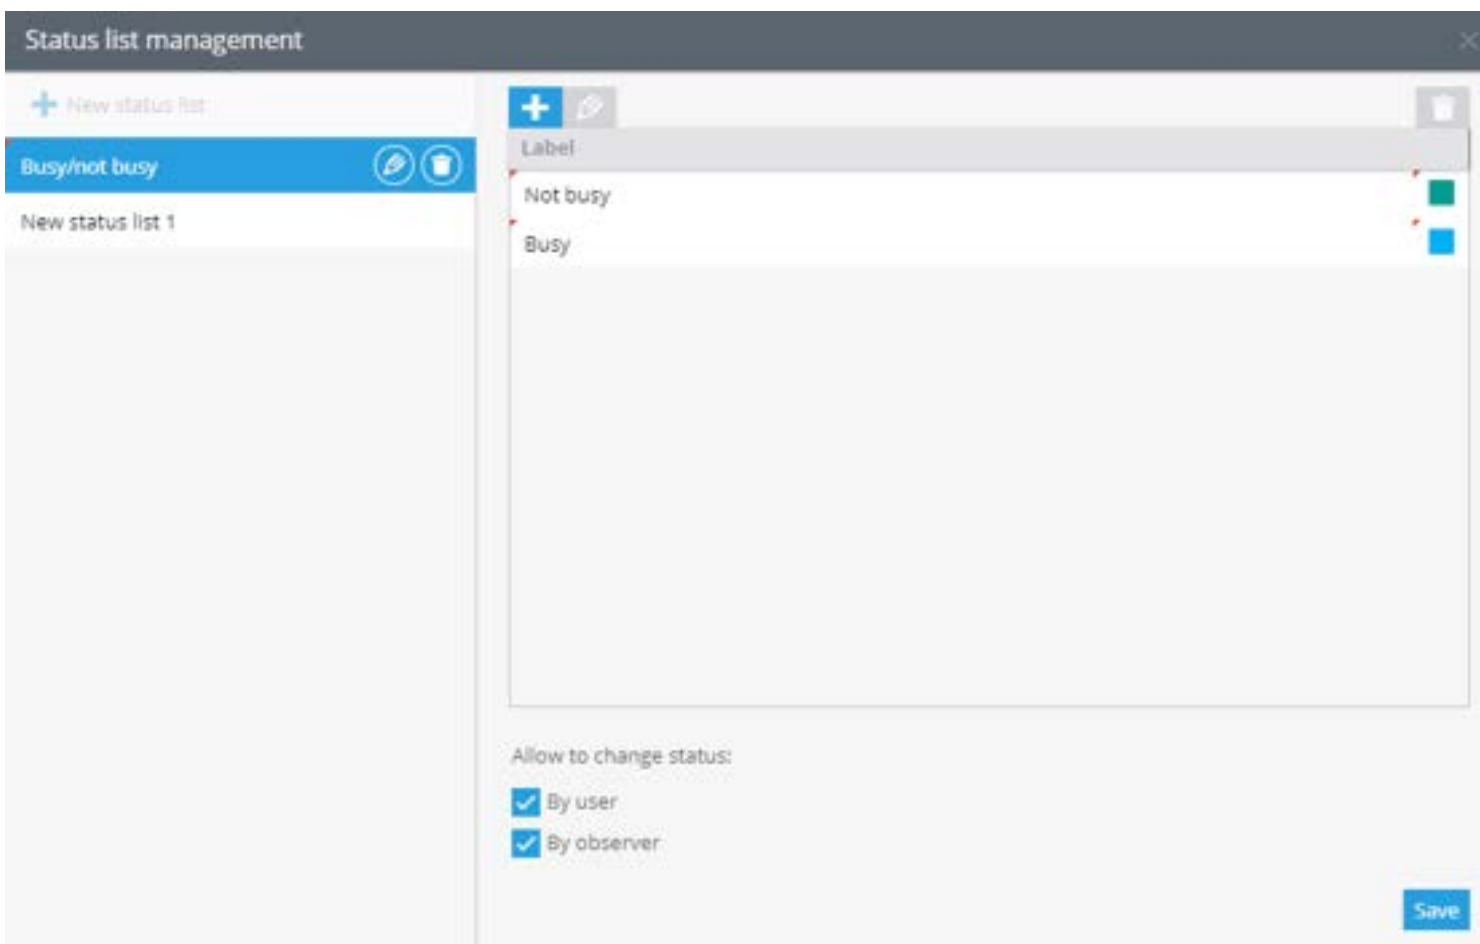 Status list management
New status list
Busy/not busy
New status list 1
Label
Not busy
Busy
Allow to change status:
By user
By observer
Save